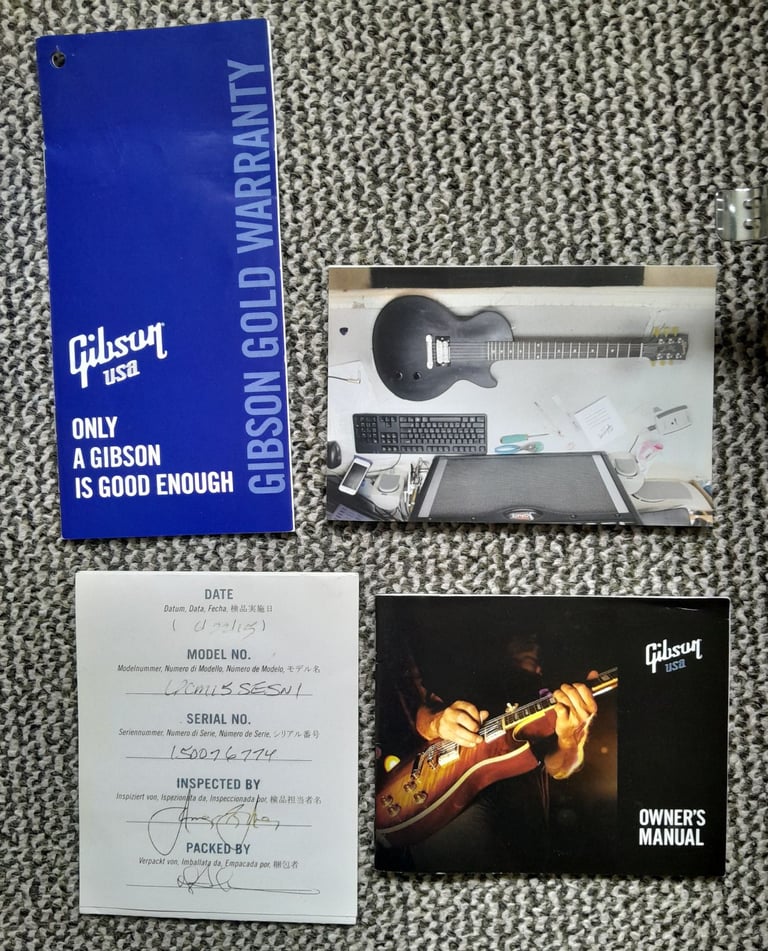 GIBSON GOLD WARRANTY
Gibson
USA
ONLY
A GIBSON
IS GOOD ENOUGH
DATE
Datum, Data, Fecha, 検品実施日
MODEL NO.
Modelnummer, Numero di Modello, Número de Modelo, モデル名
LPCM15SESN1
SERIAL NO.
Seriennummer, Numero di Serie, Número de Serie, シリアル番号
150076774
INSPECTED BY
Inspiziert von, Ispezionata da, Inspeccionada por, 検品担当者名
PACKED BY
Verpackt von, Imballata da, Empacada por, 梱包者
Gibson
USA
OWNER'S
MANUAL